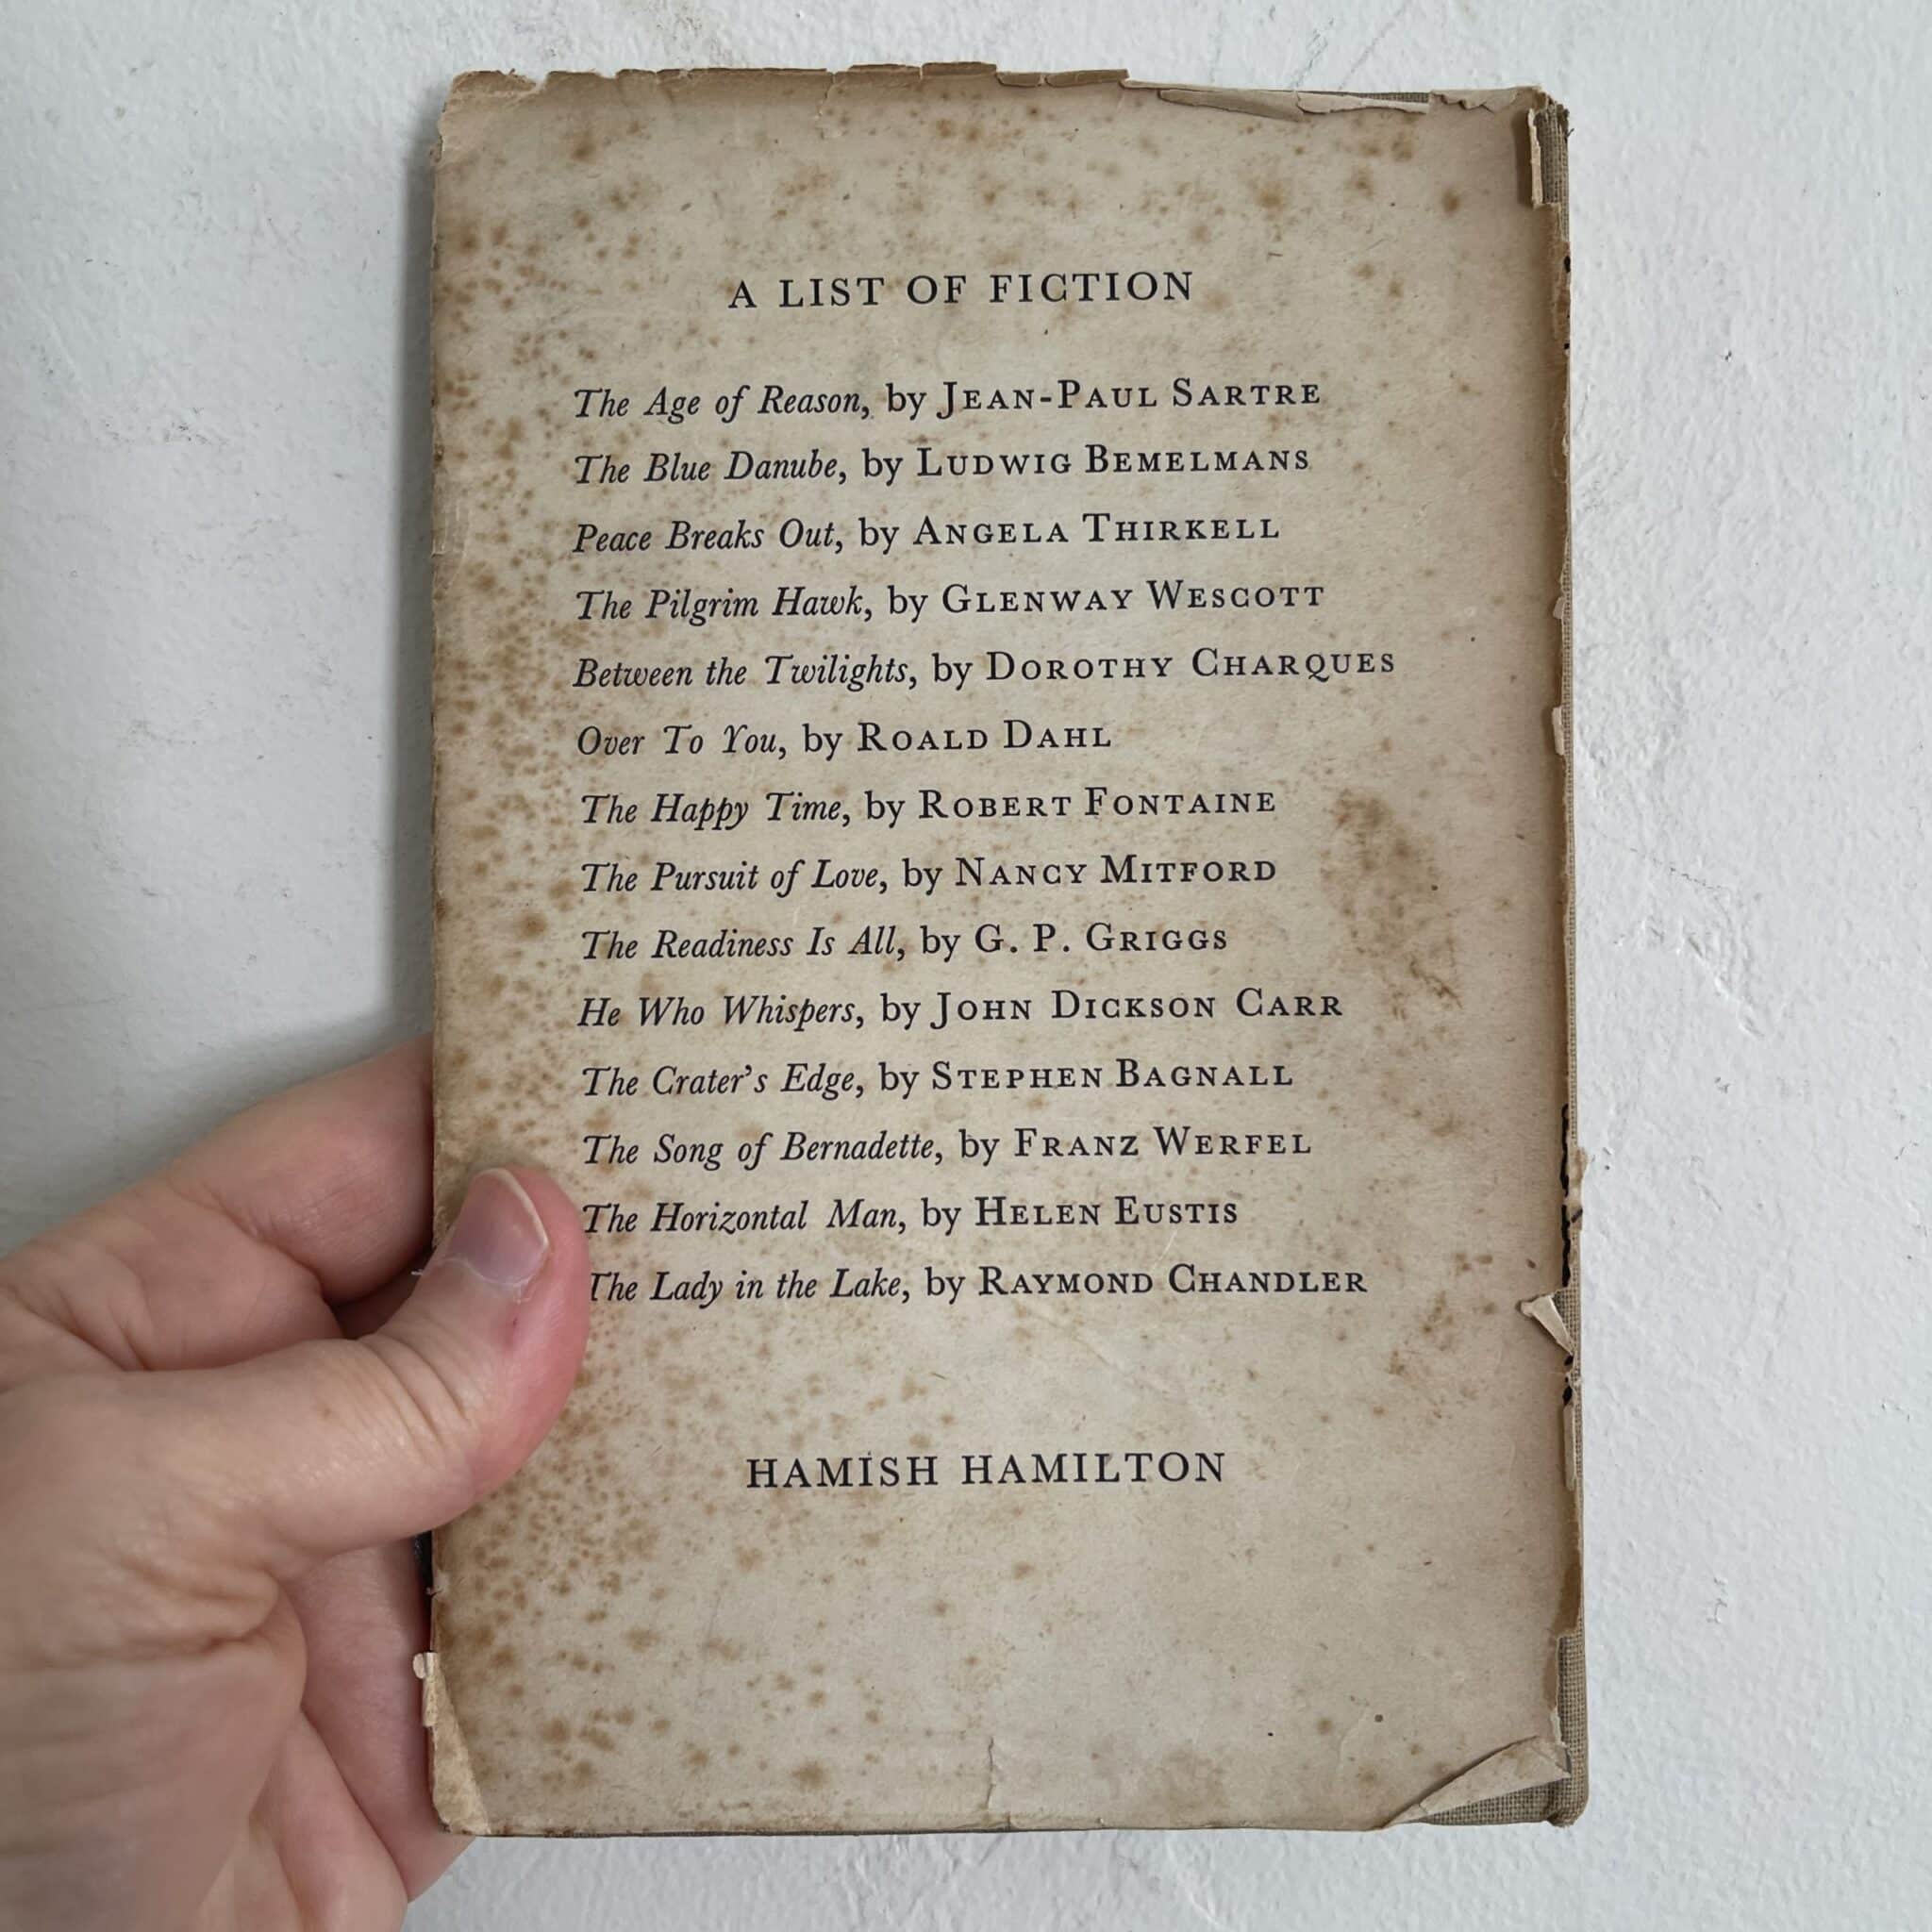 A LIST OF FICTION
The Age of Reason, by JEAN-PAUL SARTRE
The Blue Danube, by LUDWIG BEMELMANS
Peace Breaks Out, by ANGELA THIRKELL
The Pilgrim Hawk, by GLENWAY WESCOTT
Between the Twilights, by DOROTHY CHARQUES
Over To You, by ROALD DAHL
The Happy Time, by ROBERT FONTAINE
The Pursuit of Love, by NANCY MITFORD
The Readiness Is All, by G. P. GRIGGS
He Who Whispers, by JOHN DICKSON CARR
The Crater's Edge, by STEPHEN BAGNALL
The Song of Bernadette, by FRANZ WERFEL
The Horizontal Man, by HELEN EUSTIS
The Lady in the Lake, by RAYMOND CHANDLER
HAMISH HAMILTON